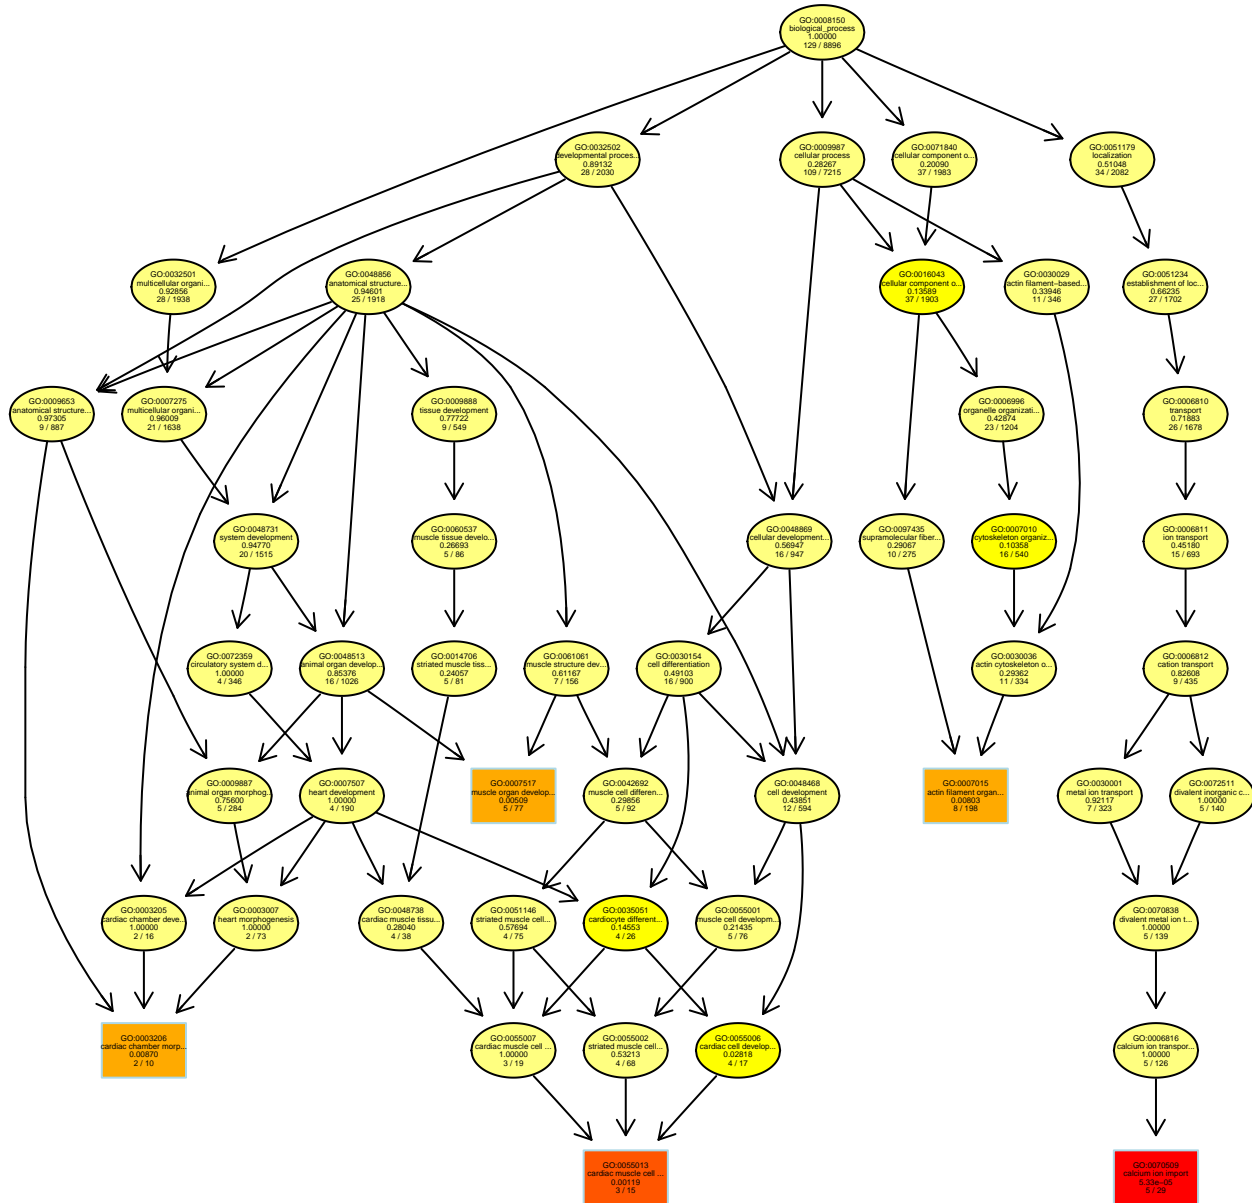 GO:0008150
biological_process
1.00000
129 / 8896
GO:0032502
developmental proces...
0.89132
28 / 2030
GO:0009987
cellular process
0.28267
109 / 7215
GO:0071840
cellular component o...
0.20090
37 / 1983
GO:0051179
localization
0.51048
34 / 2082
GO:0032501
multicellular organi...
0.92856
28 / 1938
GO:0048856
anatomical structure...
0.94601
25 / 1918
GO:0016043
cellular component o...
0.13589
37 / 1903
GO:0030029
actin filament−based...
0.33946
11 / 346
GO:0051234
establishment of loc...
0.66235
27 / 1702
GO:0009653
anatomical structure...
0.97305
9 / 887
GO:0007275
multicellular organi...
0.96009
21 / 1638
GO:0009888
tissue development
0.77722
9 / 549
GO:0006996
organelle organizati...
0.42874
23 / 1204
GO:0006810
transport
0.71883
26 / 1678
GO:0048731
system development
0.94770
20 / 1515
GO:0060537
muscle tissue develo...
0.26693
5 / 86
GO:0048869
cellular development...
0.56947
16 / 947
GO:0097435
supramolecular fiber...
0.29067
10 / 275
GO:0007010
cytoskeleton organiz...
0.10358
16 / 540
GO:0006811
ion transport
0.45180
15 / 693
GO:0072359
circulatory system d...
1.00000
4 / 346
GO:0048513
animal organ develop...
0.85376
16 / 1026
GO:0014706
striated muscle tiss...
0.24057
5 / 81
GO:0061061
muscle structure dev...
0.61167
7 / 156
GO:0030154
cell differentiation
0.49103
16 / 900
GO:0030036
actin cytoskeleton o...
0.29362
11 / 334
GO:0006812
cation transport
0.82608
9 / 435
GO:0009887
animal organ morphog...
0.75600
5 / 284
GO:0007507
heart development
1.00000
4 / 190
GO:0007517
muscle organ develop...
0.00509
5 / 77
GO:0042692
muscle cell differen...
0.29856
5 / 92
GO:0048468
cell development
0.43851
12 / 594
GO:0007015
actin filament organ...
0.00803
8 / 198
GO:0030001
metal ion transport
0.92117
7 / 323
GO:0072511
divalent inorganic c...
1.00000
5 / 140
GO:0003205
cardiac chamber deve...
1.00000
2 / 16
GO:0003007
heart morphogenesis
1.00000
2 / 73
GO:0048738
cardiac muscle tissu...
0.28040
4 / 38
GO:0051146
striated muscle cell...
0.57694
4 / 75
GO:0035051
cardiocyte different...
0.14553
4 / 26
GO:0055001
muscle cell developm...
0.21435
5 / 76
GO:0070838
divalent metal ion t...
1.00000
5 / 139
GO:0003206
cardiac chamber morp...
0.00870
2 / 10
GO:0055007
cardiac muscle cell ...
1.00000
3 / 19
GO:0055002
striated muscle cell...
0.53213
4 / 68
GO:0055006
cardiac cell develop...
0.02818
4 / 17
GO:0006816
calcium ion transpor...
1.00000
5 / 126
GO:0055013
cardiac muscle cell ...
0.00119
3 / 15
GO:0070509
calcium ion import
5.33e−05
5 / 29